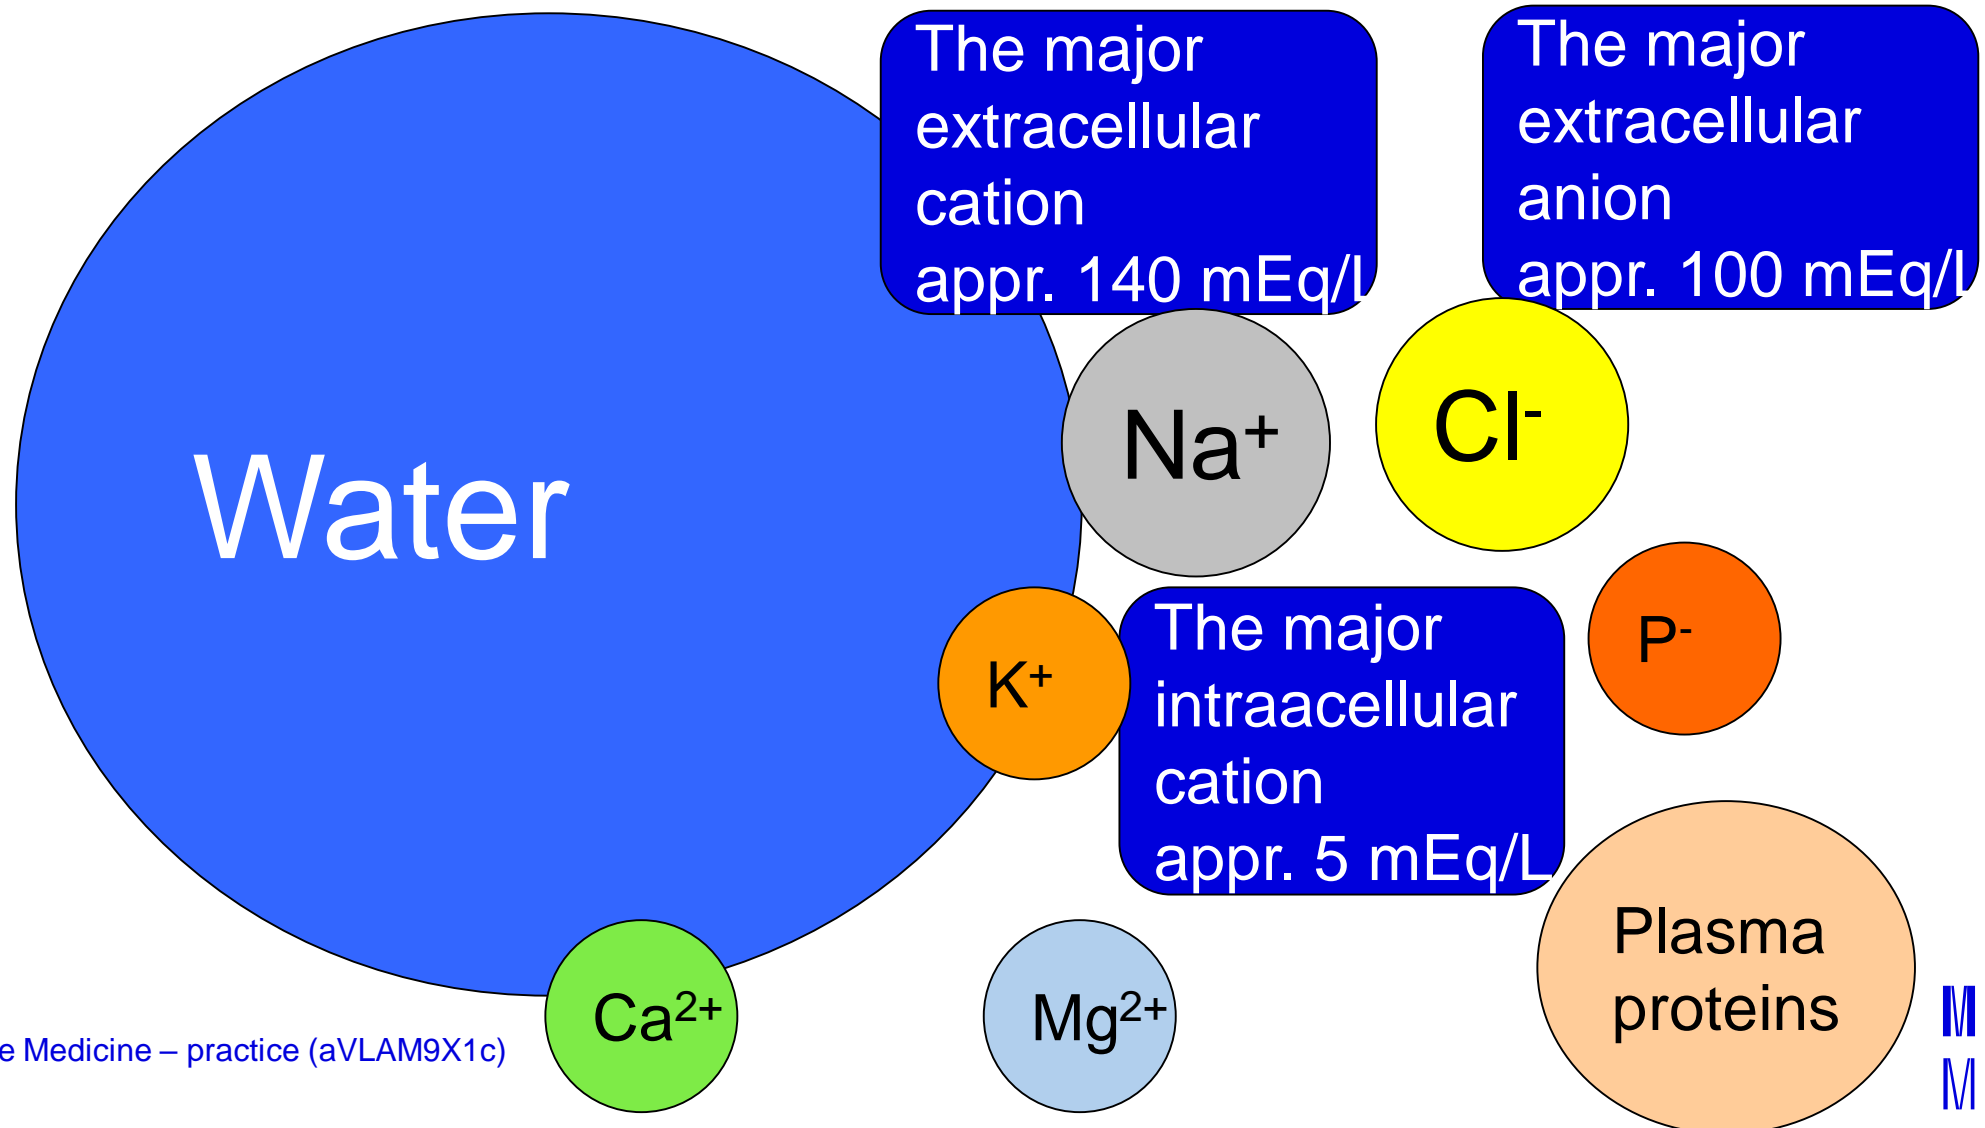 The major
extracellular
cation
appr. 140 mEq/L
The major
extracellular
anion
appr. 100 mEq/L
Water
Na⁺
Cl⁻
K⁺
The major
intraacellular
cation
appr. 5 mEq/L
P⁻
Plasma
proteins
Ca²⁺
Mg²⁺
e Medicine – practice (aVLAM9X1c)
M
M